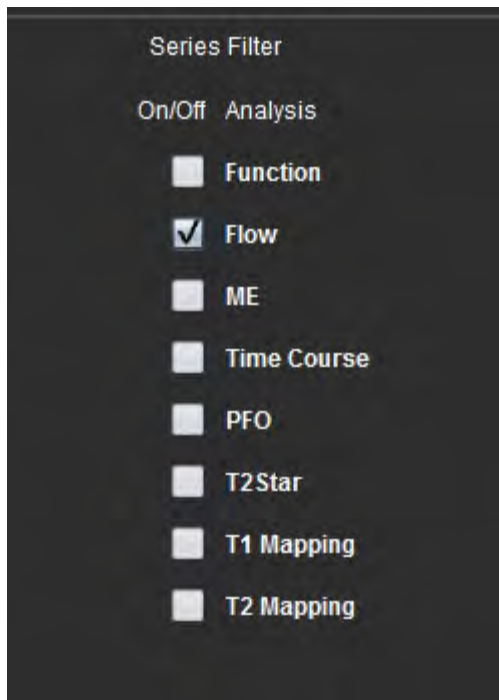 Series Filter
On/Off Analysis
Function
Flow
ME
Time Course
PFO
T2Star
T1 Mapping
T2 Mapping